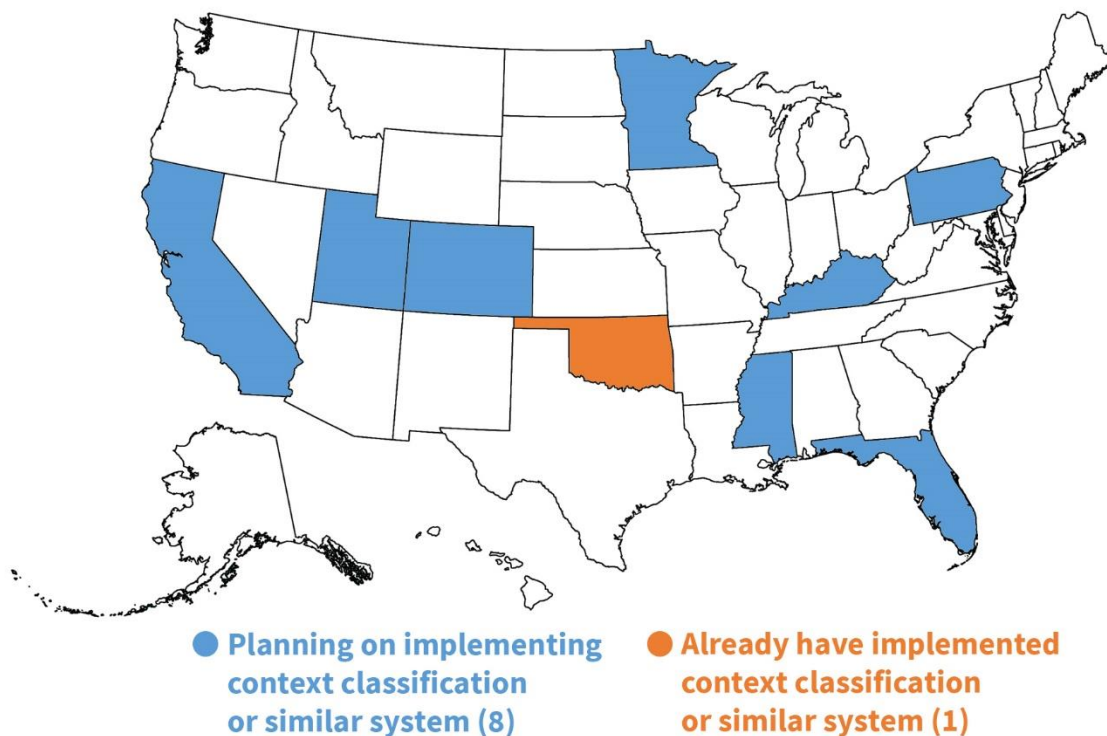 Planning on implementing
context classification
or similar system (8)
Already have implemented
context classification
or similar system (1)